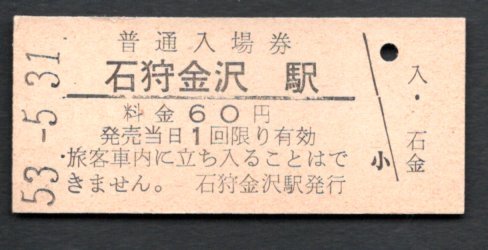 53.-5.31
普通入場券
石狩金沢 駅
料金60円
発売当日1回限り有効
旅客車内に立ち入ることはで
きません。 石狩金沢駅発行
小
入・石金